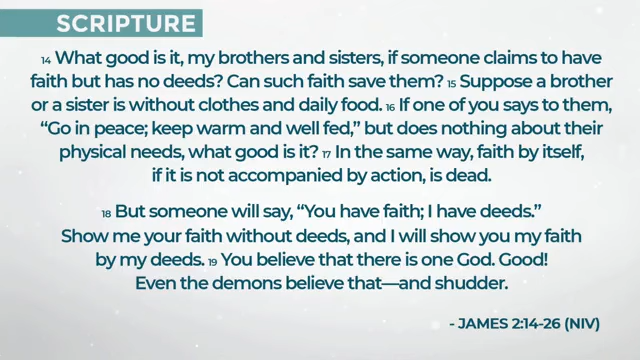 SCRIPTURE
14 What good is it, my brothers and sisters, if someone claims to have
faith but has no deeds? Can such faith save them? 15 Suppose a brother
or a sister is without clothes and daily food. 16 If one of you says to them,
“Go in peace; keep warm and well fed,” but does nothing about their
physical needs, what good is it? 17 In the same way, faith by itself,
if it is not accompanied by action, is dead.
18 But someone will say, “You have faith; I have deeds.”
Show me your faith without deeds, and I will show you my faith
by my deeds. 19 You believe that there is one God. Good!
Even the demons believe that—and shudder.
- JAMES 2:14-26 (NIV)